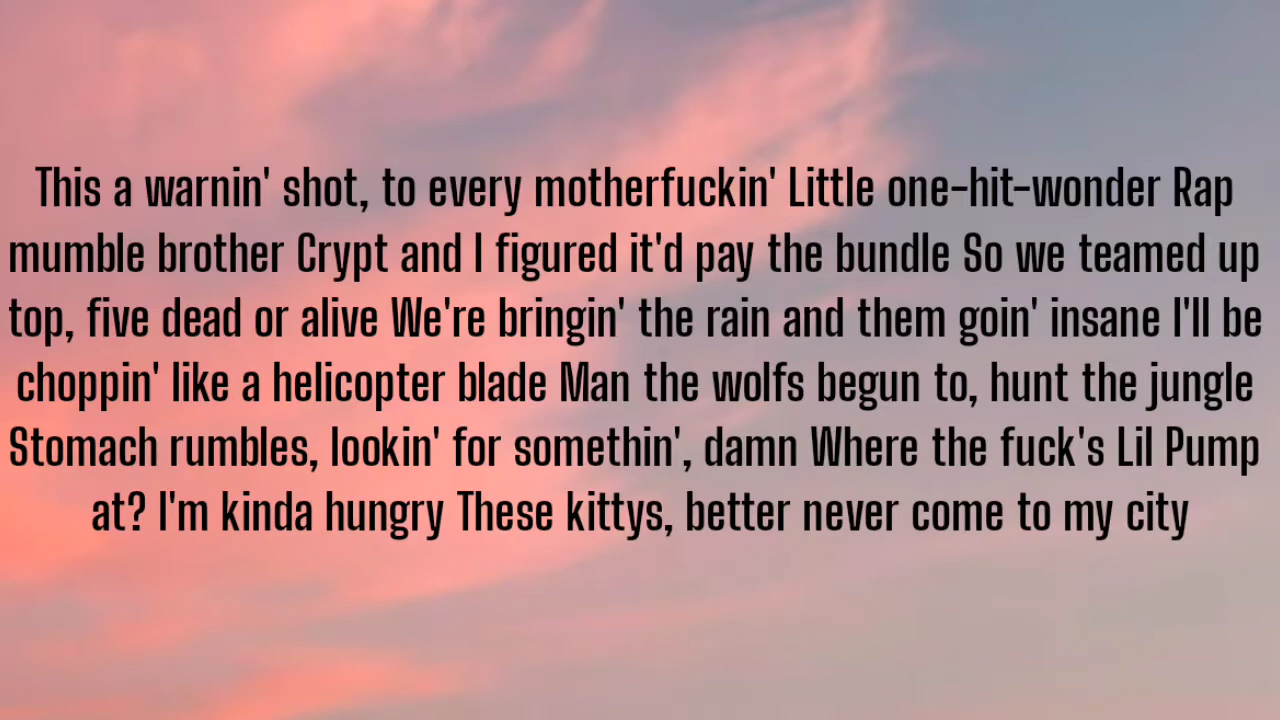 This a warnin' shot, to every motherfuckin' Little one-hit-wonder Rap
mumble brother Crypt and I figured it'd pay the bundle So we teamed up
top, five dead or alive We're bringin' the rain and them goin' insane I'll be
choppin' like a helicopter blade Man the wolfs begun to, hunt the jungle
Stomach rumbles, lookin' for somethin', damn Where the fuck's Lil Pump
at? I'm kinda hungry These kittys, better never come to my city